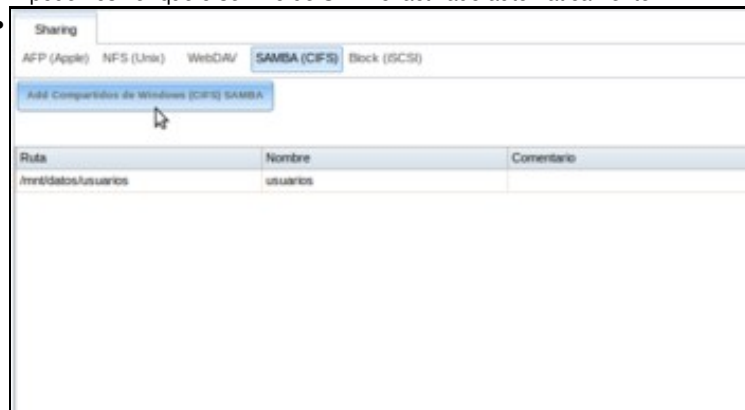 Sharing
AFP (Apple) NFS (Unix) WebDAV SAMBA (CIFS) Block (iSCSI)
Add Compartidos de Windows (CIFS) SAMBA
Ruta Nombre Comentario
/mnt/datos/usuarios usuarios